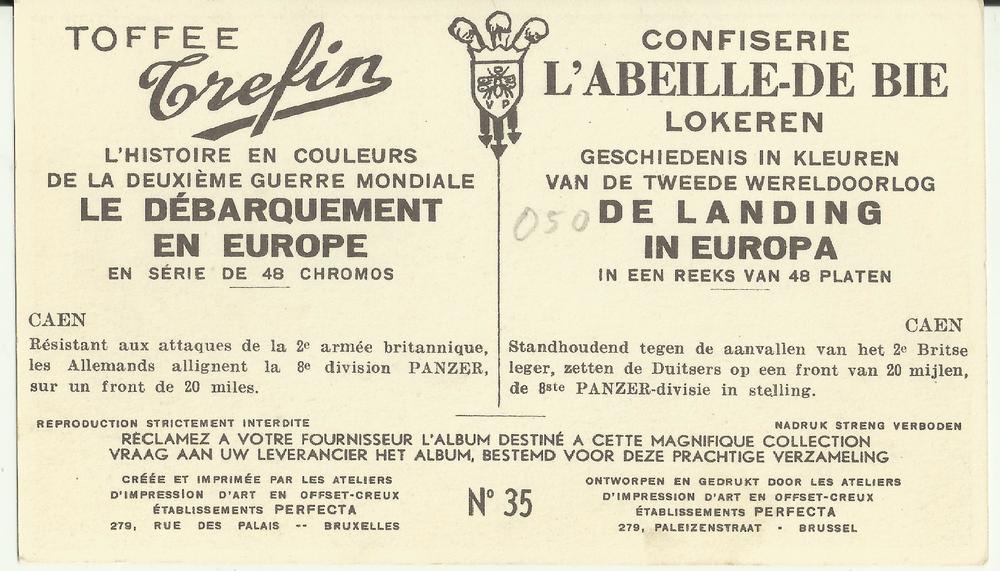 TOFFEE
Trefin
L'HISTOIRE EN COULEURS
DE LA DEUXIÈME GUERRE MONDIALE
LE DÉBARQUEMENT
EN EUROPE
EN SÉRIE DE 48 CHROMOS
CAEN
Résistant aux attaques de la 2e armée britannique,
les Allemands allignent la 8e division PANZER,
sur un front de 20 miles.
V P
CONFISERIE
L'ABEILLE-DE BIE
LOKEREN
GESCHIEDENIS IN KLEUREN
VAN DE TWEEDE WERELDOORLOG
050
DE LANDING
IN EUROPA
IN EEN REEKS VAN 48 PLATEN
CAEN
Standhoudend tegen de aanvallen van het 2e Britse
leger, zetten de Duitsers op een front van 20 mijlen,
de 8ste PANZER-divisie in stelling.
REPRODUCTION STRICTEMENT INTERDITE
NADRUK STRENG VERBODEN
RÉCLAMEZ A VOTRE FOURNISSEUR L'ALBUM DESTINÉ A CETTE MAGNIFIQUE COLLECTION
VRAAG AAN UW LEVERANCIER HET ALBUM, BESTEMD VOOR DEZE PRACHTIGE VERZAMELING
CRÉÉE ET IMPRIMÉE PAR LES ATELIERS
D'IMPRESSION D'ART EN OFFSET-CREUX
ÉTABLISSEMENTS PERFECTA
279, RUE DES PALAIS -- BRUXELLES
No 35
ONTWORPEN EN GEDRUKT DOOR LES ATELIERS
D'IMPRESSION D'ART EN OFFSET-CREUX
ÉTABLISSEMENTS PERFECTA
279, PALEIZENSTRAAT - BRUSSEL